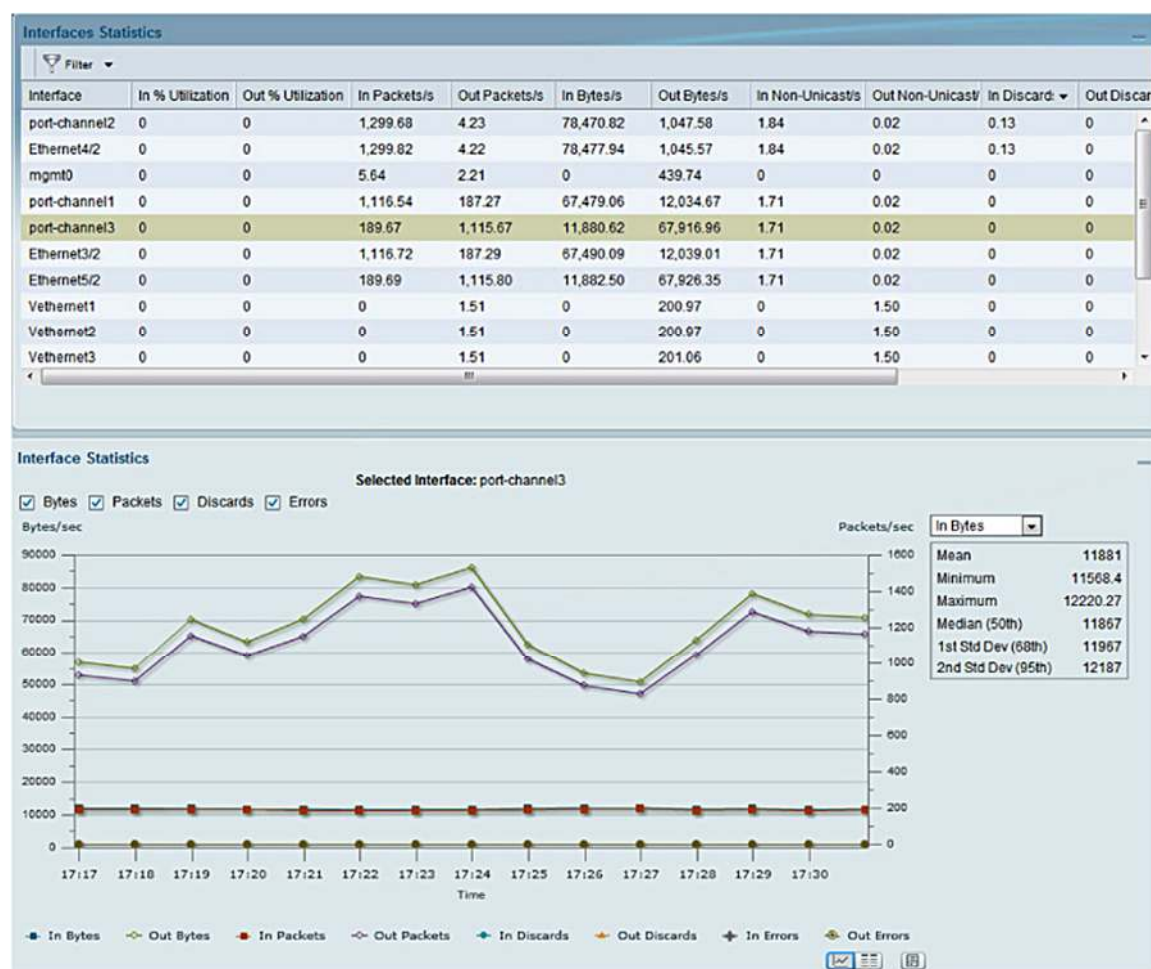 Interfaces Statistics
Filter
Interface In % Utilization Out % Utilization In Packets/s Out Packets/s In Bytes/s Out Bytes/s In Non-Unicast/s Out Non-Unicast/ In Discard: Out Discar
port-channel2 0 0 1,299.68 4.23 78,470.82 1,047.58 1.84 0.02 0.13 0
Ethernet4/2 0 0 1,299.82 4.22 78,477.94 1,045.57 1.84 0.02 0.13 0
mgmt0 0 0 5.64 2.21 0 439.74 0 0 0 0
port-channel1 0 0 1,116.54 187.27 67,479.06 12,034.67 1.71 0.02 0 0
port-channel3 0 0 189.67 1,115.67 11,880.62 67,916.96 1.71 0.02 0 0
Ethernet3/2 0 0 1,116.72 187.29 67,490.09 12,039.01 1.71 0.02 0 0
Ethernet5/2 0 0 189.69 1,115.80 11,882.50 67,926.35 1.71 0.02 0 0
Vethernet1 0 0 0 1.51 0 200.97 0 1.50 0 0
Vethernet2 0 0 0 1.51 0 200.97 0 1.50 0 0
Vethernet3 0 0 0 1.51 0 201.06 0 1.50 0 0
Interface Statistics
Selected Interface: port-channel3
Bytes Packets Discards Errors
Bytes/sec Packets/sec In Bytes
90000 1600 Mean 11881
80000 1400 Minimum 11568.4
Maximum 12220.27
70000 1200 Median (50th) 11867
1st Std Dev (68th) 11967
60000 1000 2nd Std Dev (95th) 12187
50000 800
40000 600
30000 400
20000
10000 200
0 0
17:17 17:18 17:19 17:20 17:21 17:22 17:23 17:24 17:25 17:26 17:27 17:28 17:29 17:30
Time
In Bytes Out Bytes In Packets Out Packets In Discards Out Discards In Errors Out Errors